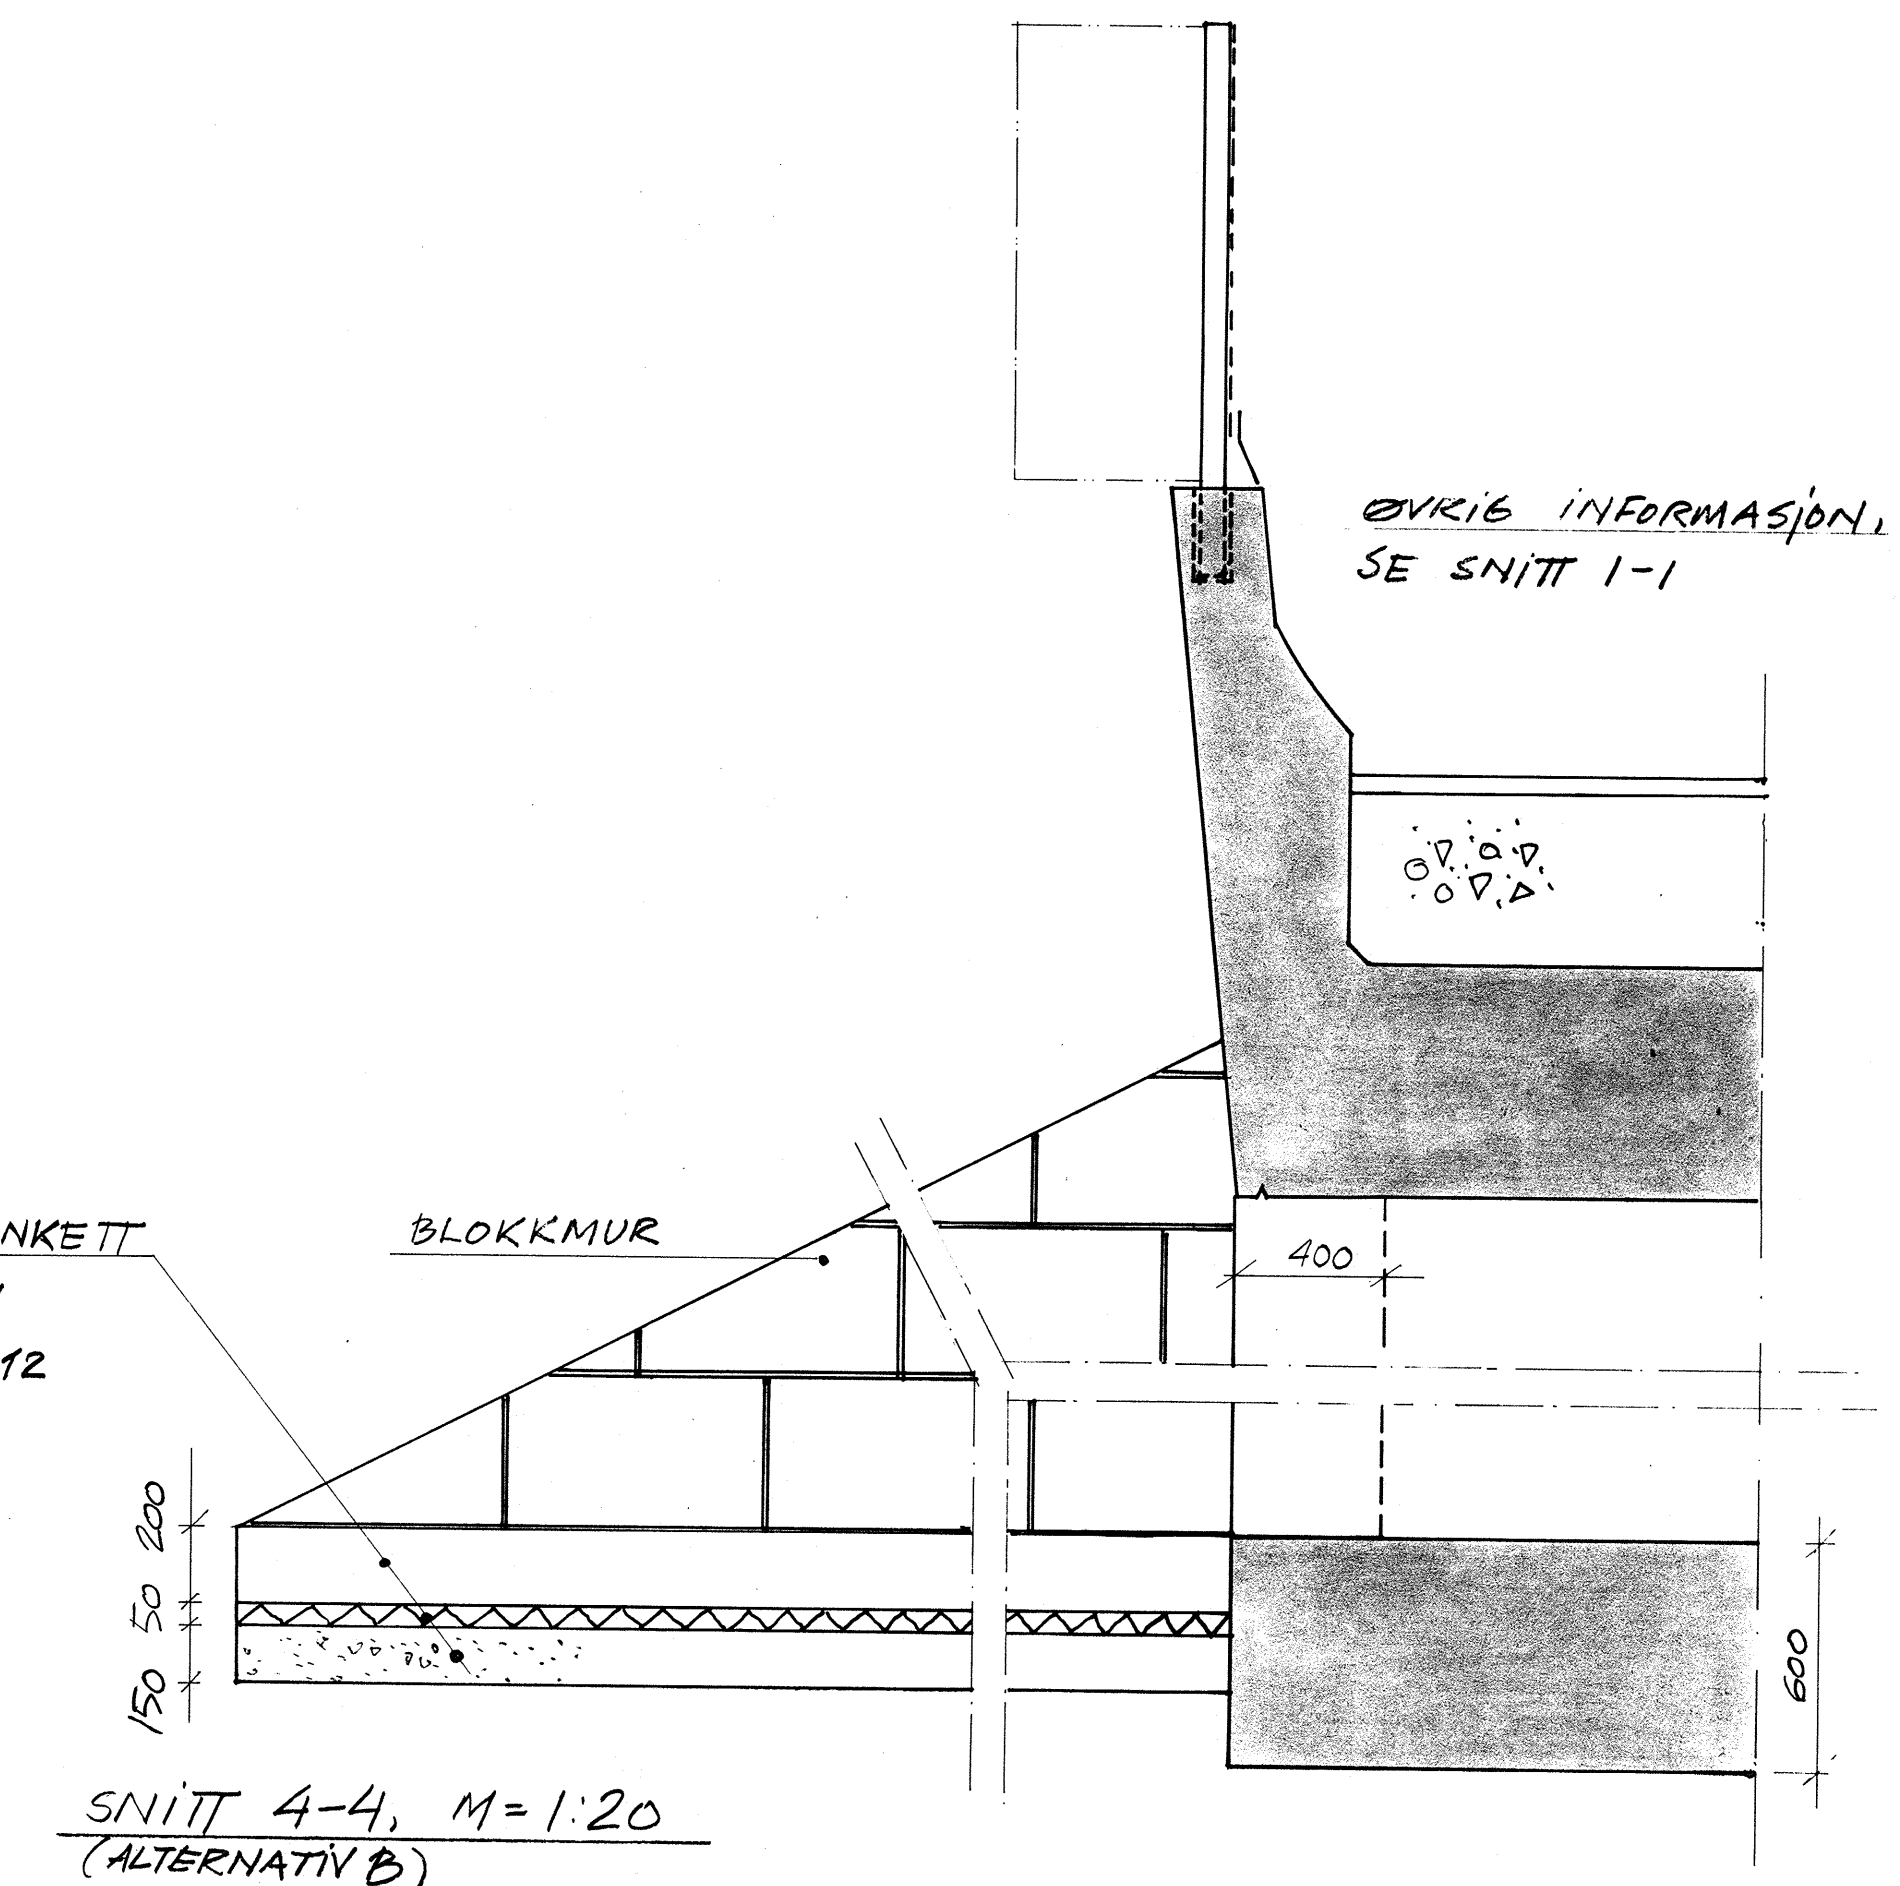 ØVRIG INFORMASJON,
SE SNITT 1-1
NKETT
BLOKKMUR
400
12
200
50
150
600
SNITT 4-4, M = 1:20
(ALTERNATIV B)